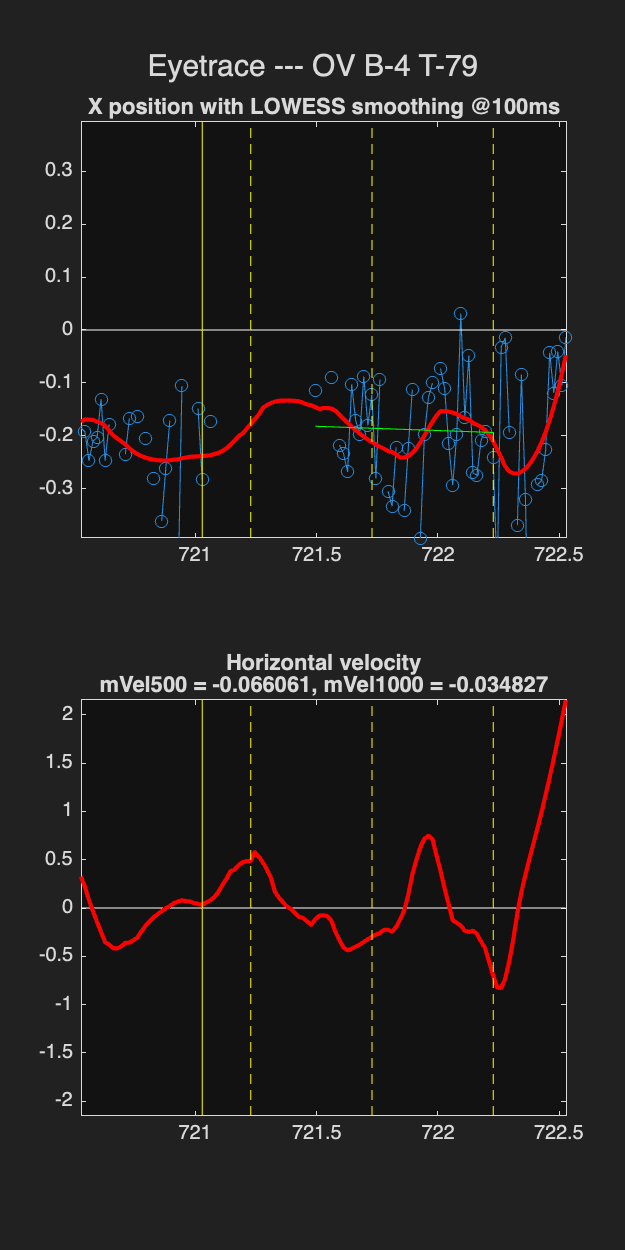 Eyetrace --- OV B-4 T-79
X position with LOWESS smoothing @100ms
0.3
0.2
0.1
0
-0.1
-0.2
-0.3
721 721.5 722 722.5
Horizontal velocity
mVel500 = -0.066061, mVel1000 = -0.034827
2
1.5
1
0.5
0
-0.5
-1
-1.5
-2
721 721.5 722 722.5